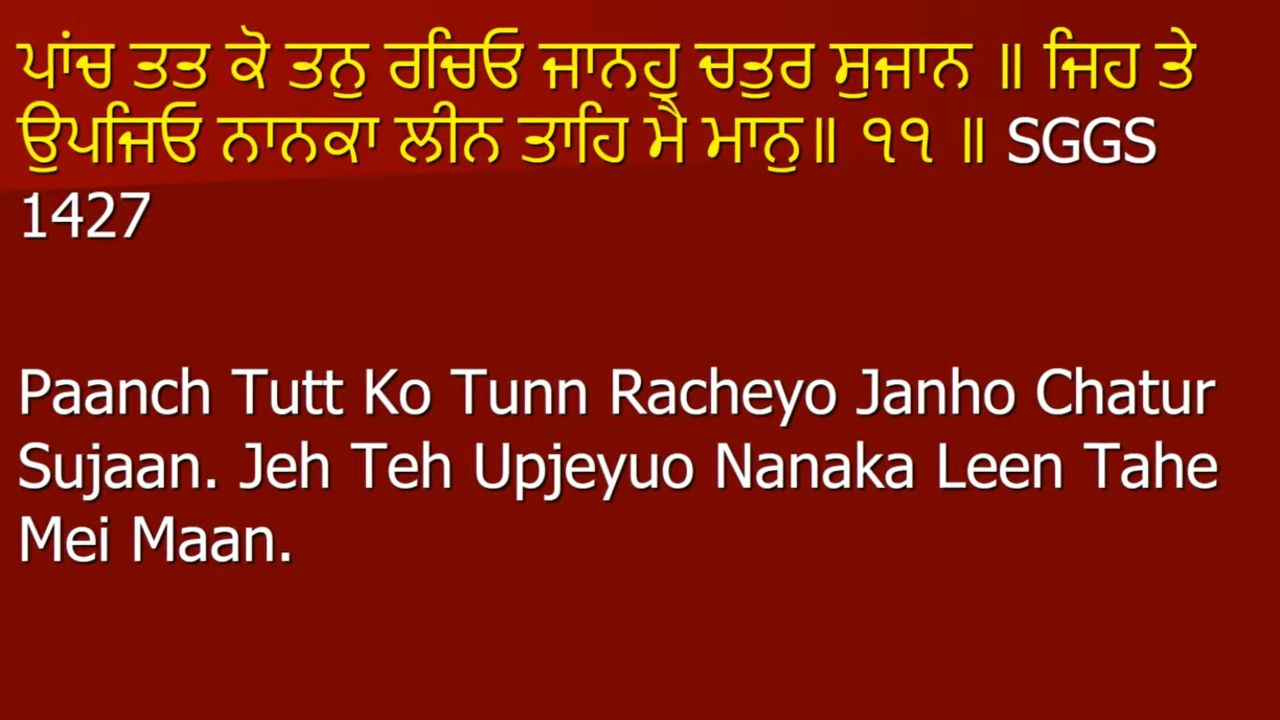 ਪਾਂਚ ਤਤ ਕੋ ਤਨੁ ਰਚਿਓ ਜਾਨਹੁ ਚਤੁਰ ਸੁਜਾਨ ॥ ਜਿਹ ਤੇ
ਉਪਜਿਓ ਨਾਨਕਾ ਲੀਨ ਤਾਹਿ ਮੈ ਮਾਨੁ॥ ੧੧ ॥ SGGS
1427
Paanch Tutt Ko Tunn Racheyo Janho Chatur
Sujaan. Jeh Teh Upjeyuo Nanaka Leen Tahe
Mei Maan.